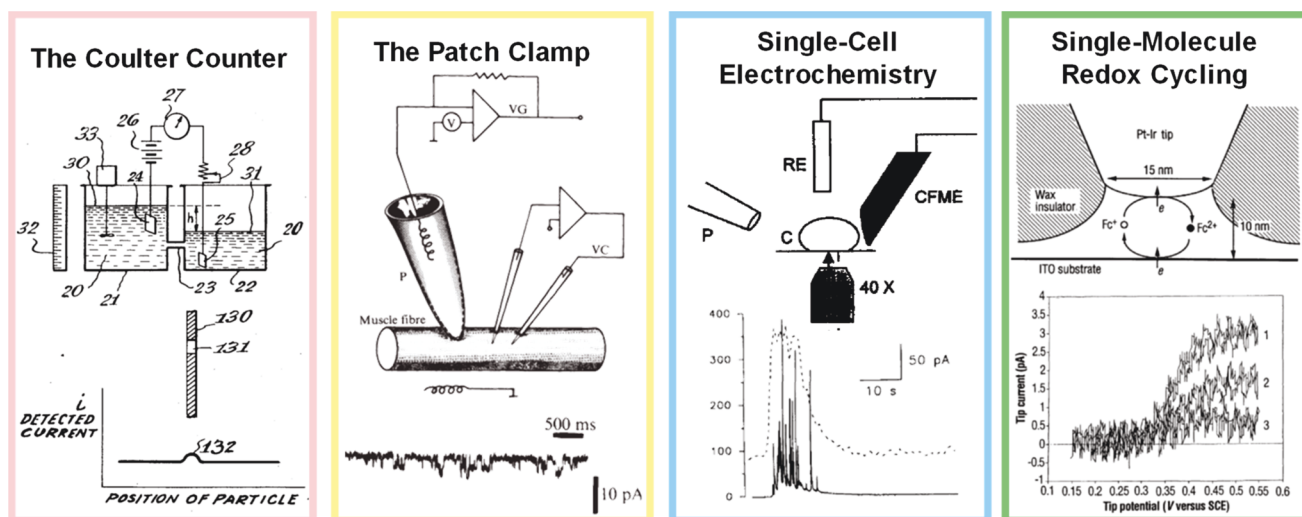 The Coulter Counter
27
26
33
30
24
28
31
h
25
32
20
20
21
23
22
130
131
i
DETECTED
CURRENT
132
POSITION OF PARTICLE
The Patch Clamp
VG
V
P
VC
Muscle fibre
500 ms
10 pA
Single-Cell
Electrochemistry
RE
CFME
P
C
40 X
400
300
200
100
0
50 pA
10 s
Single-Molecule
Redox Cycling
Pt-Ir tip
15 nm
Wax
insulator
e
Fc+
Fc2+
10 nm
ITO substrate
e
Tip current (pA)
4
3.5
3
2.5
2
1.5
1
0.5
0
-0.5
-1
1
2
3
0.1 0.15 0.2 0.25 0.3 0.35 0.4 0.45 0.5 0.55 0.6
Tip potential (V versus SCE)